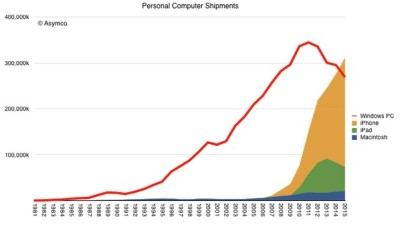 Personal Computer Shipments
© Asymco
400,000k
300,000k
200,000k
100,000k
Windows PC
iPhone
iPad
Macintosh
1981 1982 1983 1984 1985 1986 1987 1988 1989 1990 1991 1992 1993 1994 1995 1996 1997 1998 1999 2000 2001 2002 2003 2004 2005 2006 2007 2008 2009 2010 2011 2012 2013 2014 2015